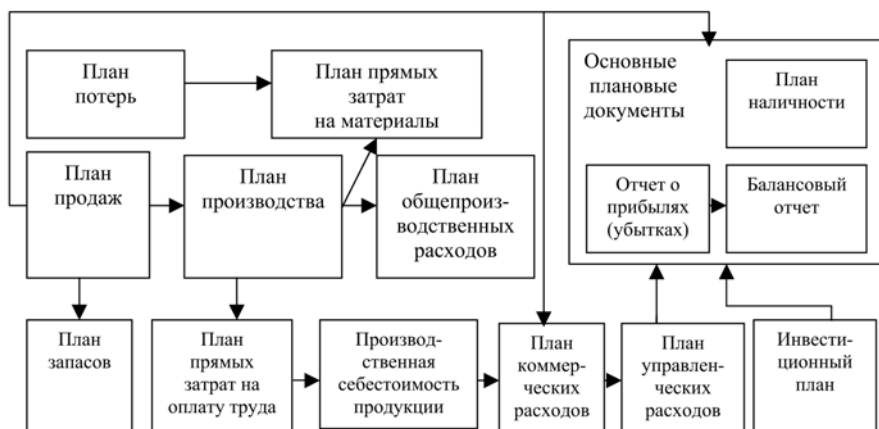 План
потерь
План прямых
затрат
на материалы
Основные
плановые
документы
План
наличности
План
продаж
План
производства
План
общепроиз-
водственных
расходов
Отчет о
прибылях
(убытках)
Балансовый
отчет
План
запасов
План
прямых
затрат на
оплату труда
Производ-
ственная
себестоимость
продукции
План
коммер-
ческих
расходов
План
управлен-
ческих
расходов
Инвести-
ционный
план